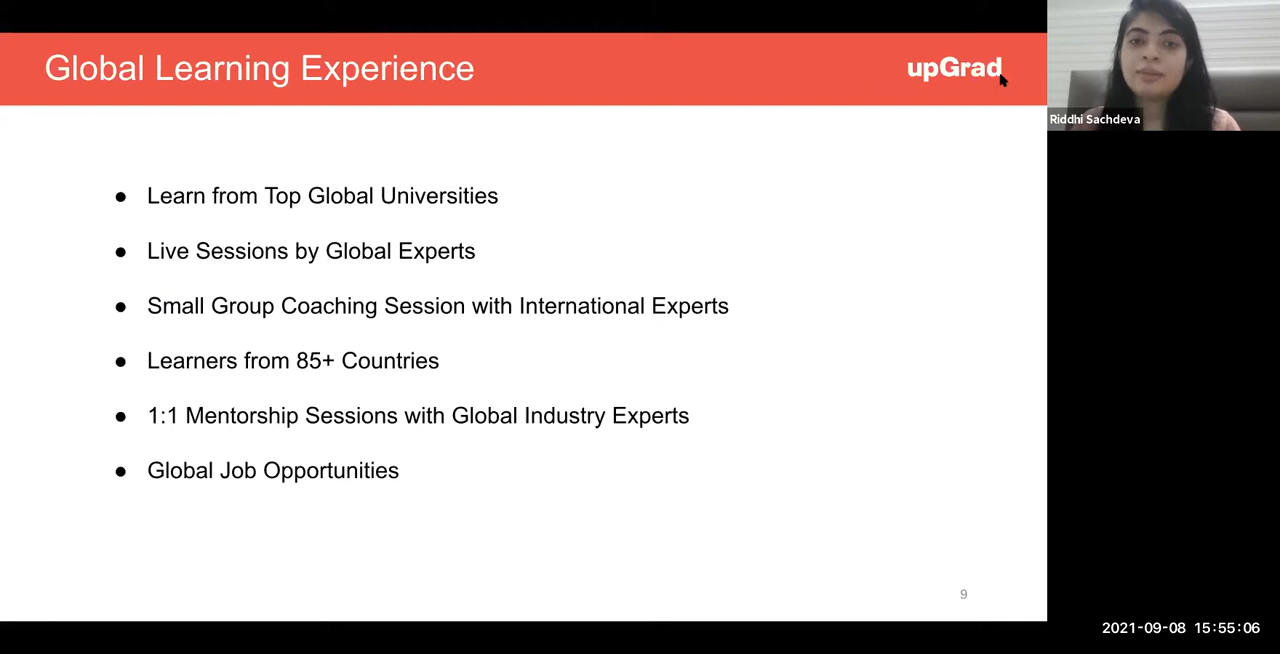 Global Learning Experience
upGrad
Riddhi Sachdeva
● Learn from Top Global Universities
● Live Sessions by Global Experts
● Small Group Coaching Session with International Experts
● Learners from 85+ Countries
● 1:1 Mentorship Sessions with Global Industry Experts
● Global Job Opportunities
9
2021-09-08 15:55:06